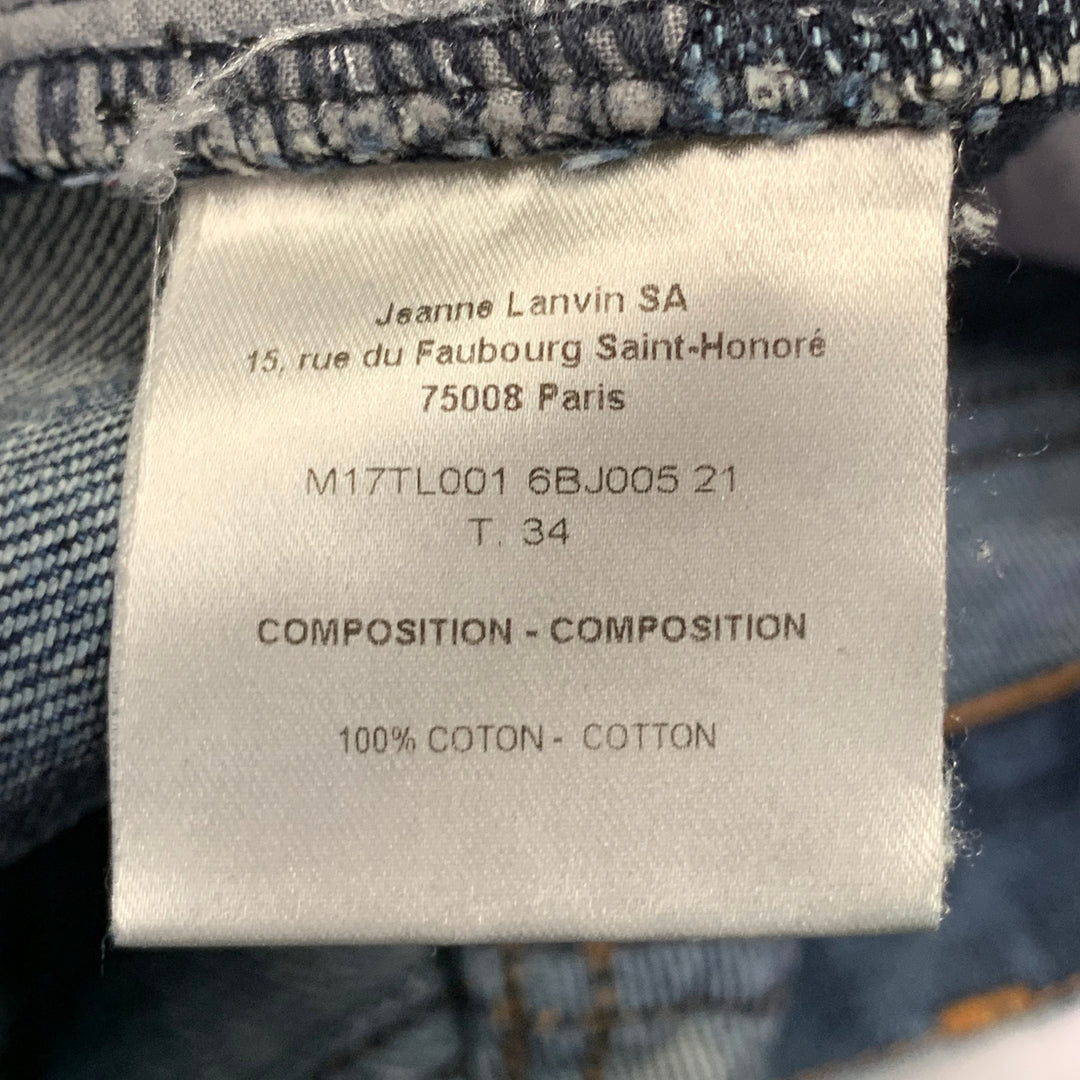 Jeanne Lanvin SA
15, rue du Faubourg Saint-Honoré
75008 Paris
M17TL001 6BJ005 21
T. 34
COMPOSITION - COMPOSITION
100% COTON - COTTON